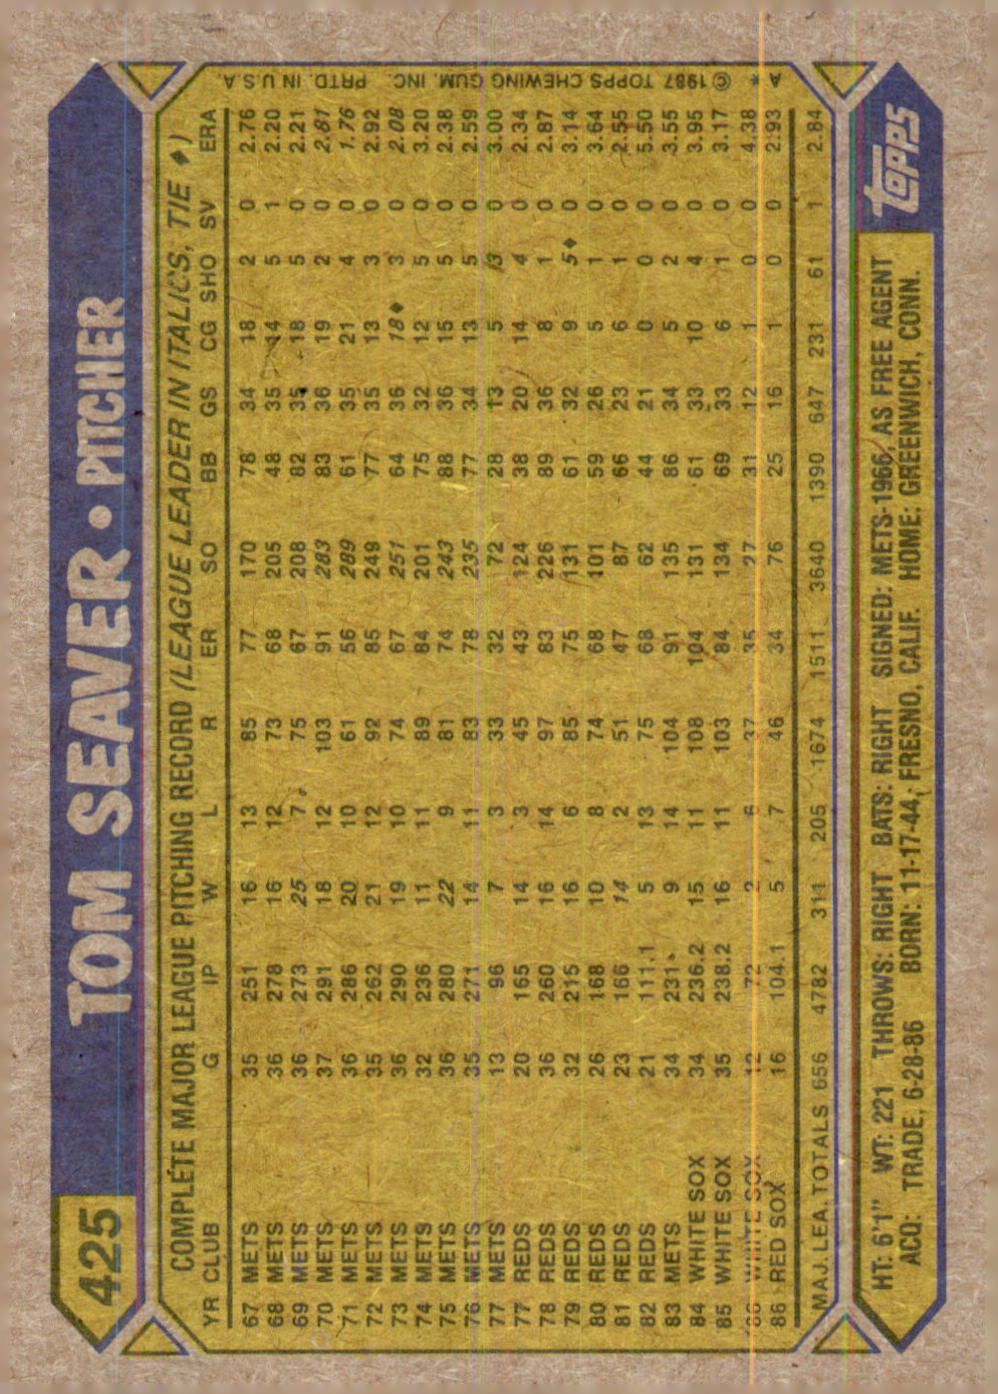 425
TOM SEAVER • PITCHER
COMPLETE MAJOR LEAGUE PITCHING RECORD (LEAGUE LEADER IN ITALICS, TIE ♦)
YR CLUB G IP W L R ER SO BB GS CG SHO SV ERA
67 METS 35 251 16 13 85 77 170 78 34 18 2 0 2.76
68 METS 36 278 16 12 73 68 205 48 35 14 5 1 2.20
69 METS 36 273 25 7 75 67 208 82 35 18 5 0 2.21
70 METS 37 291 18 12 103 91 283 83 36 19 2 0 2.81
71 METS 36 286 20 10 61 56 289 61 35 21 4 0 1.76
72 METS 35 262 21 12 92 85 249 77 35 13 3 0 2.92
73 METS 36 290 19 10 74 67 251 64 36 18♦ 3 0 2.08
74 METS 32 236 11 11 89 84 201 75 32 12 5 0 3.20
75 METS 36 280 22 9 81 74 243 88 36 15 5 0 2.38
76 METS 35 271 14 11 83 78 235 77 34 13 5 0 2.59
77 METS 13 96 7 3 33 32 72 28 13 5 3 0 3.00
77 REDS 20 165 14 3 45 43 124 38 20 14 4 0 2.34
78 REDS 36 260 16 14 97 83 226 89 36 8 1 0 2.87
79 REDS 32 215 16 6 85 75 131 61 32 9 5♦ 0 3.14
80 REDS 26 168 10 8 74 68 101 59 26 5 1 0 3.64
81 REDS 23 166 14 2 51 47 87 66 23 6 1 0 2.55
82 REDS 21 111.1 5 13 75 68 62 44 21 0 0 0 5.50
83 METS 34 231 9 14 104 91 135 86 34 5 2 0 3.55
84 WHITE SOX 34 236.2 15 11 108 104 131 61 33 10 4 0 3.95
85 WHITE SOX 35 238.2 16 11 103 84 134 69 33 6 1 0 3.17
86 WHITE SOX 12 72 2 6 37 35 27 31 12 1 0 0 4.38
86 RED SOX 16 104.1 5 7 46 34 76 25 16 1 0 0 2.93
MAJ. LEA. TOTALS 656 4782 311 205 1674 1511 3640 1390 647 231 61 1 2.84
HT: 6'1" WT: 221 THROWS: RIGHT BATS: RIGHT SIGNED: METS-1966, AS FREE AGENT
ACQ: TRADE, 6-28-86 BORN: 11-17-44, FRESNO, CALIF. HOME: GREENWICH, CONN.
topps
A * © 1987 TOPPS CHEWING GUM, INC. PRTD. IN U.S.A.